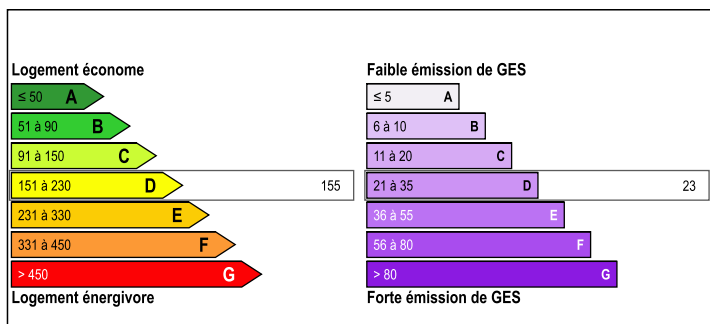 Logement économe
≤ 50 A
51 à 90 B
91 à 150 C
151 à 230 D 155
231 à 330 E
331 à 450 F
> 450 G
Logement énergivore
Faible émission de GES
≤ 5 A
6 à 10 B
11 à 20 C
21 à 35 D 23
36 à 55 E
56 à 80 F
> 80 G
Forte émission de GES